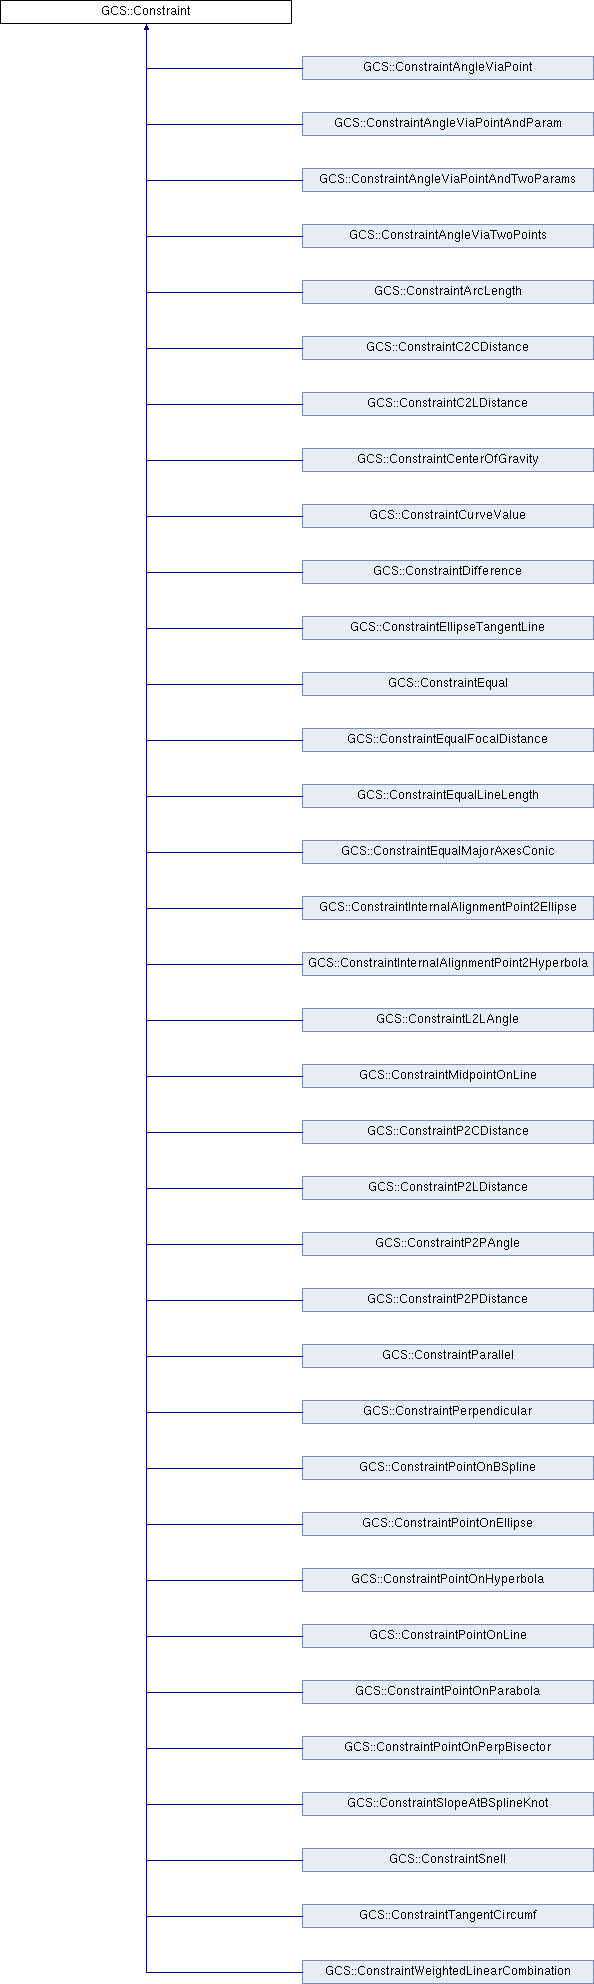 GCS::Constraint
GCS::ConstraintAngleViaPoint
GCS::ConstraintAngleViaPointAndParam
GCS::ConstraintAngleViaPointAndTwoParams
GCS::ConstraintAngleViaTwoPoints
GCS::ConstraintArcLength
GCS::ConstraintC2CDistance
GCS::ConstraintC2LDistance
GCS::ConstraintCenterOfGravity
GCS::ConstraintCurveValue
GCS::ConstraintDifference
GCS::ConstraintEllipseTangentLine
GCS::ConstraintEqual
GCS::ConstraintEqualFocalDistance
GCS::ConstraintEqualLineLength
GCS::ConstraintEqualMajorAxesConic
GCS::ConstraintInternalAlignmentPoint2Ellipse
GCS::ConstraintInternalAlignmentPoint2Hyperbola
GCS::ConstraintL2LAngle
GCS::ConstraintMidpointOnLine
GCS::ConstraintP2CDistance
GCS::ConstraintP2LDistance
GCS::ConstraintP2PAngle
GCS::ConstraintP2PDistance
GCS::ConstraintParallel
GCS::ConstraintPerpendicular
GCS::ConstraintPointOnBSpline
GCS::ConstraintPointOnEllipse
GCS::ConstraintPointOnHyperbola
GCS::ConstraintPointOnLine
GCS::ConstraintPointOnParabola
GCS::ConstraintPointOnPerpBisector
GCS::ConstraintSlopeAtBSplineKnot
GCS::ConstraintSnell
GCS::ConstraintTangentCircumf
GCS::ConstraintWeightedLinearCombination